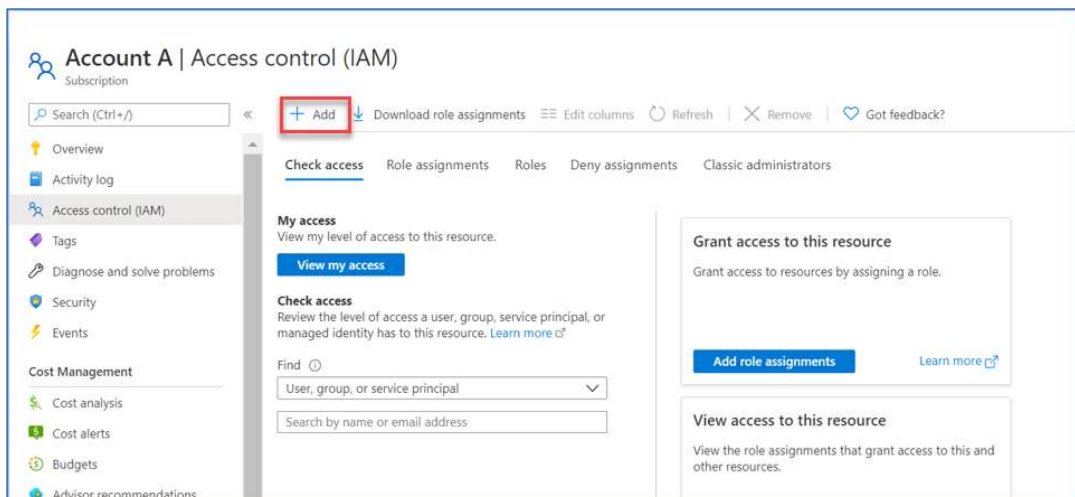 Account A | Access control (IAM)
Subscription
Search (Ctrl+/)
«
Add
Download role assignments
Edit columns
Refresh
Remove
Got feedback?
Overview
Activity log
Access control (IAM)
Tags
Diagnose and solve problems
Security
Events
Cost Management
Cost analysis
Cost alerts
Budgets
Advisor recommendations
Check access
Role assignments
Roles
Deny assignments
Classic administrators
My access
View my level of access to this resource.
View my access
Check access
Review the level of access a user, group, service principal, or
managed identity has to this resource. Learn more
Find
User, group, or service principal
Search by name or email address
Grant access to this resource
Grant access to resources by assigning a role.
Add role assignments
Learn more
View access to this resource
View the role assignments that grant access to this and
other resources.